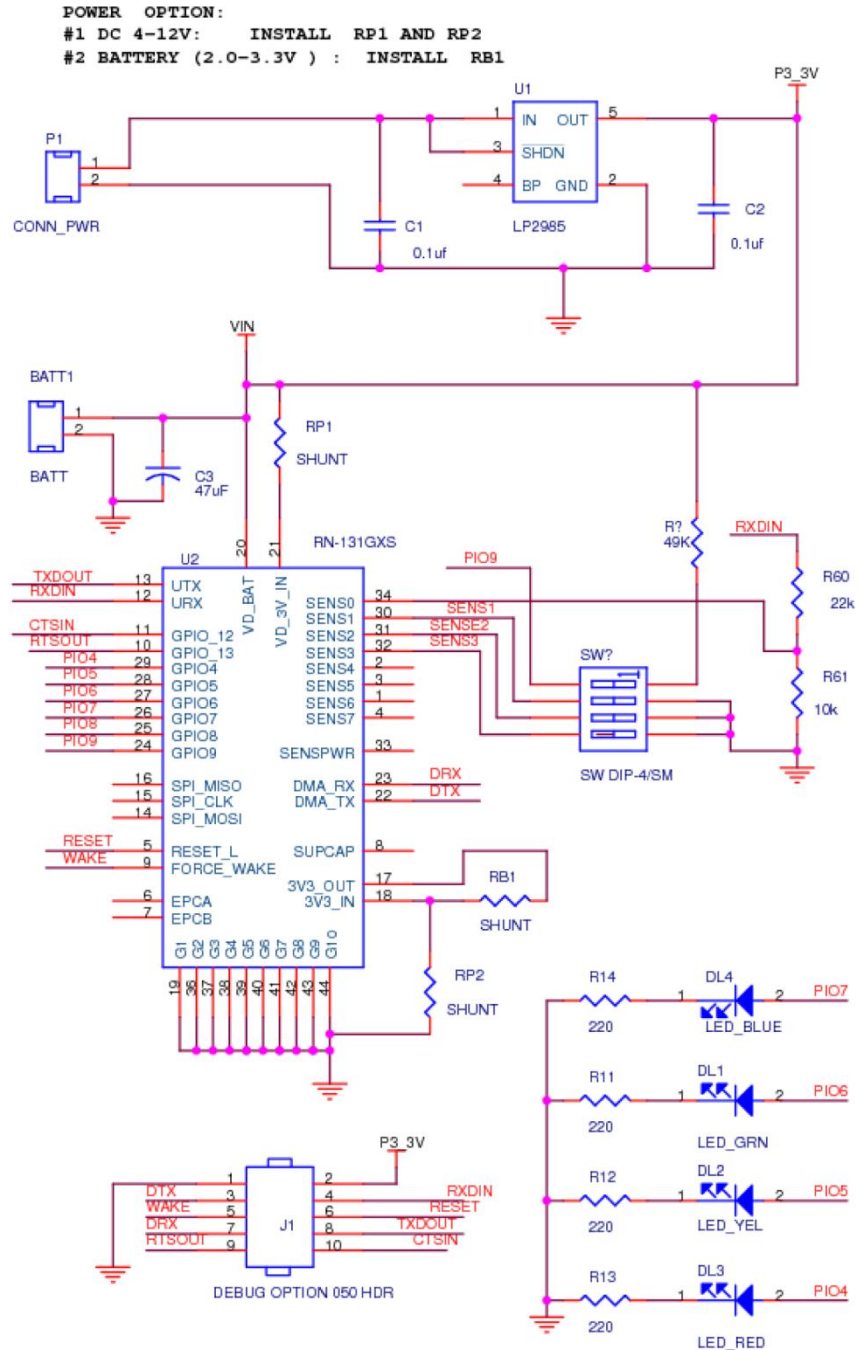 POWER OPTION:
#1 DC 4-12V: INSTALL RP1 AND RP2
#2 BATTERY (2.0-3.3V ) : INSTALL RB1
P3_3V
U1
1 IN OUT 5
3 SHDN
4 BP GND 2
LP2985
P1
1
2
CONN_PWR
C1
0.1uf
C2
0.1uf
VIN
BATT1
1
2
BATT
C3
47uF
RP1
SHUNT
R?
49K
RXDIN
R60
22k
R61
10k
20
21
RN-131GXS
U2
VD_BAT
VD_3V_IN
TXDOUT 13 UTX
RXDIN 12 URX
CTSIN 11 GPIO_12
RTSOUT 10 GPIO_13
PIO4 29 GPIO4
PIO5 28 GPIO5
PIO6 27 GPIO6
PIO7 26 GPIO7
PIO8 25 GPIO8
PIO9 24 GPIO9
16 SPI_MISO
15 SPI_CLK
14 SPI_MOSI
RESET 5 RESET_L
WAKE 9 FORCE_WAKE
6 EPCA
7 EPCB
SENS0 34
SENS1 30 SENS1
SENS2 31 SENSE2
SENS3 32 SENS3
SENS4 2
SENS5 3
SENS6 1
SENS7 4
SENSPWR 33
DMA_RX 23 DRX
DMA_TX 22 DTX
SUPCAP 8
3V3_OUT 17
3V3_IN 18
PIO9
SW?
1
SW DIP-4/SM
RB1
SHUNT
RP2
SHUNT
G1 G2 G3 G4 G5 G6 G7 G8 G9 G10
19 36 37 38 39 40 41 42 43 44
R14 DL4
1 2 PIO7
220 LED_BLUE
R11 DL1
1 2 PIO6
220 LED_GRN
R12 DL2
1 2 PIO5
220 LED_YEL
R13 DL3
1 2 PIO4
220 LED_RED
P3_3V
1 2
DTX 3 4 RXDIN
WAKE 5 6 RESET
DRX 7 8 TXDOUT
RTSOUT 9 10 CTSIN
J1
DEBUG OPTION 050 HDR